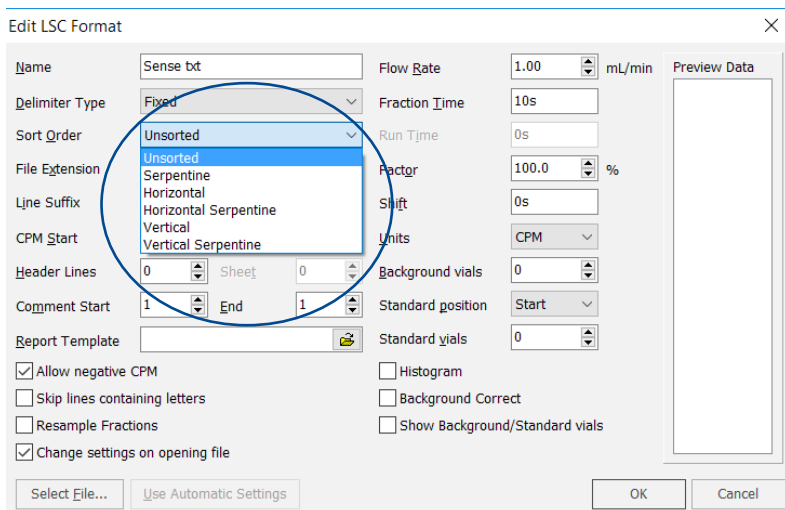 Edit LSC Format
Name Sense txt Flow Rate 1.00 mL/min Preview Data
Delimiter Type Fixed Fraction Time 10s
Sort Order Unsorted Run Time 0s
Unsorted
File Extension Serpentine Factor 100.0 %
Horizontal
Line Suffix Horizontal Serpentine Shift 0s
Vertical
CPM Start Vertical Serpentine Units CPM
Header Lines 0 Sheet 0 Background vials 0
Comment Start 1 End 1 Standard position Start
Report Template Standard vials 0
Allow negative CPM Histogram
Skip lines containing letters Background Correct
Resample Fractions Show Background/Standard vials
Change settings on opening file
Select File... Use Automatic Settings OK Cancel